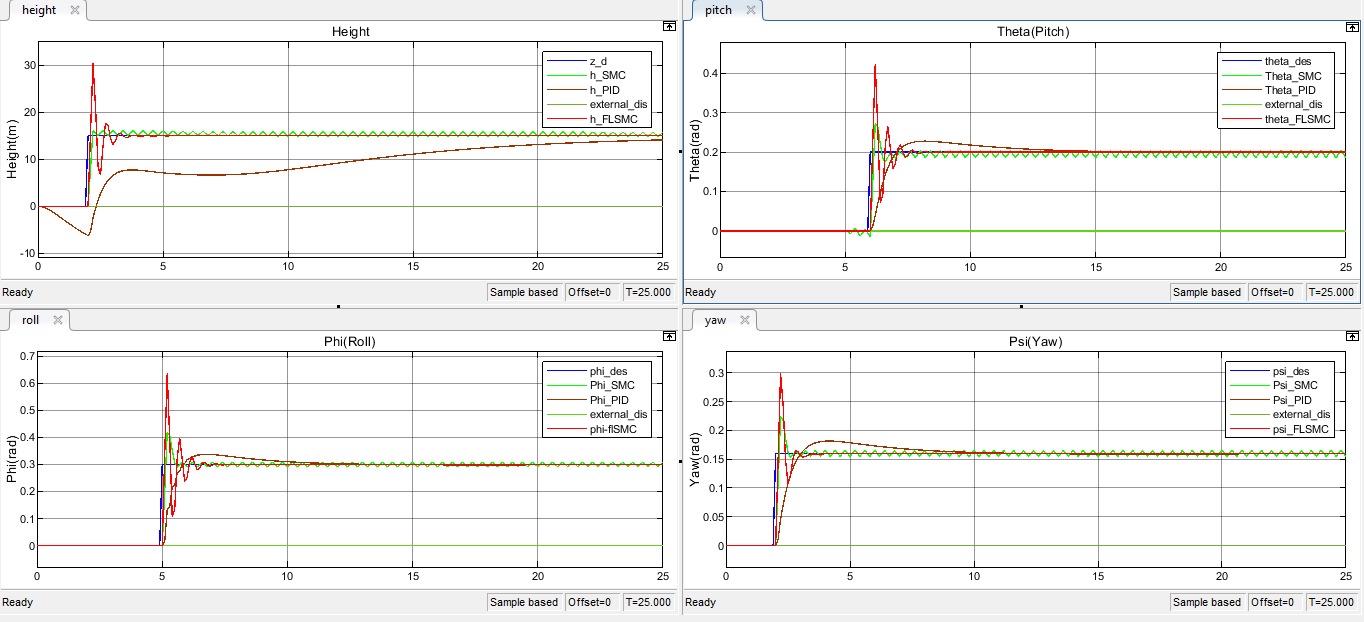 height
Height
z_d
h_SMC
h_PID
external_dis
h_FLSMC
Height(m)
30
20
10
0
-10
0 5 10 15 20 25
Ready Sample based Offset=0 T=25.000
pitch
Theta(Pitch)
theta_des
Theta_SMC
Theta_PID
external_dis
theta_FLSMC
Theta(rad)
0.4
0.3
0.2
0.1
0
0 5 10 15 20 25
Ready Sample based Offset=0 T=25.000
roll
Phi(Roll)
phi_des
Phi_SMC
Phi_PID
external_dis
phi-flSMC
Phi(rad)
0.7
0.6
0.5
0.4
0.3
0.2
0.1
0
0 5 10 15 20 25
Ready Sample based Offset=0 T=25.000
yaw
Psi(Yaw)
psi_des
Psi_SMC
Psi_PID
external_dis
psi_FLSMC
Yaw(rad)
0.3
0.25
0.2
0.15
0.1
0.05
0
0 5 10 15 20 25
Ready Sample based Offset=0 T=25.000